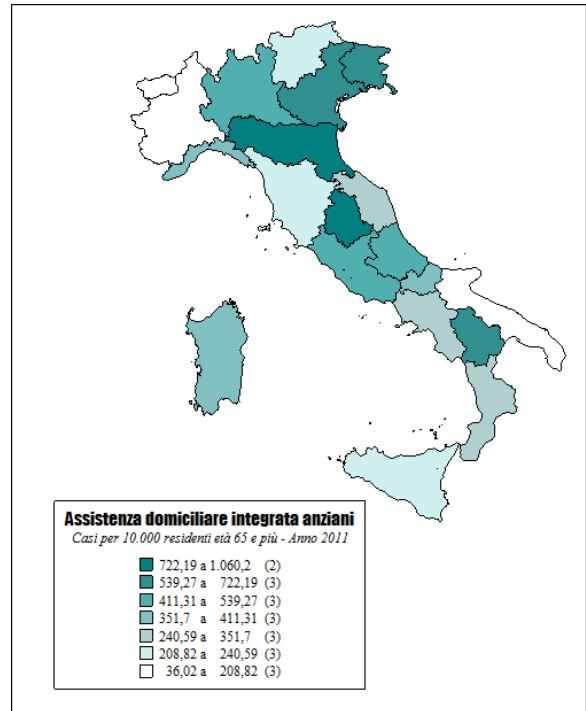 Assistenza domiciliare integrata anziani
Casi per 10.000 residenti età 65 e più - Anno 2011
722,19 a 1.060,2 (2)
539,27 a 722,19 (3)
411,31 a 539,27 (3)
351,7 a 411,31 (3)
240,59 a 351,7 (3)
208,82 a 240,59 (3)
36,02 a 208,82 (3)